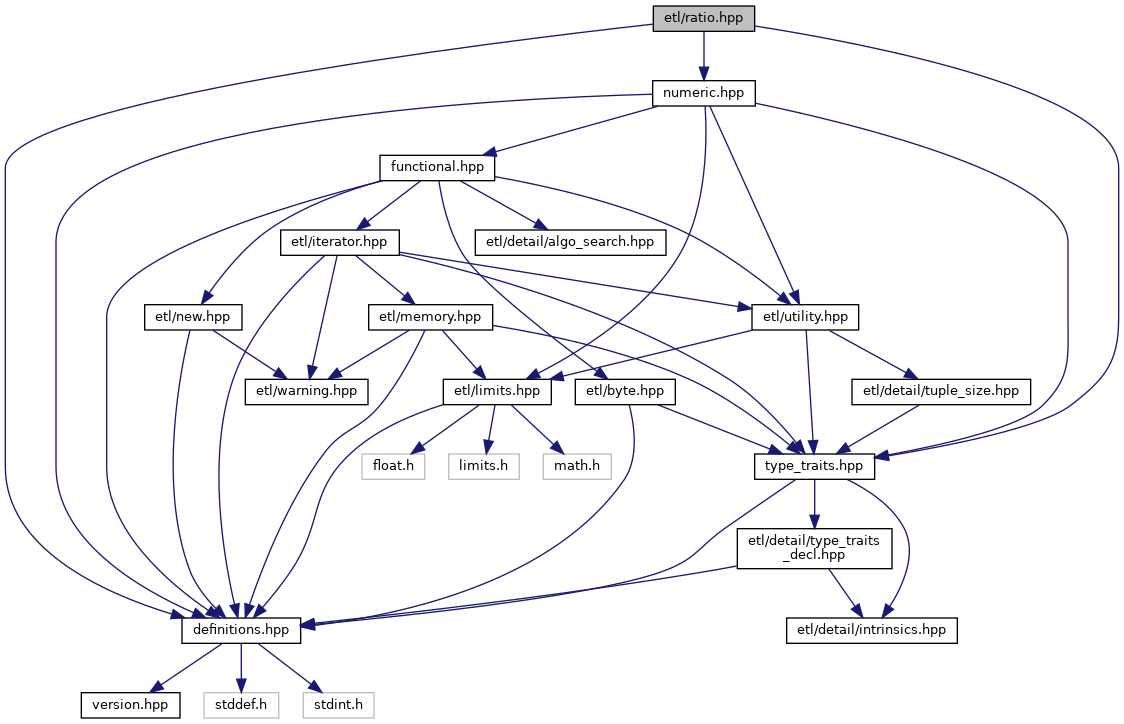 etl/ratio.hpp
numeric.hpp
functional.hpp
etl/iterator.hpp
etl/detail/algo_search.hpp
etl/new.hpp
etl/memory.hpp
etl/utility.hpp
etl/warning.hpp
etl/limits.hpp
etl/byte.hpp
etl/detail/tuple_size.hpp
float.h
limits.h
math.h
type_traits.hpp
etl/detail/type_traits
_decl.hpp
definitions.hpp
etl/detail/intrinsics.hpp
version.hpp
stddef.h
stdint.h